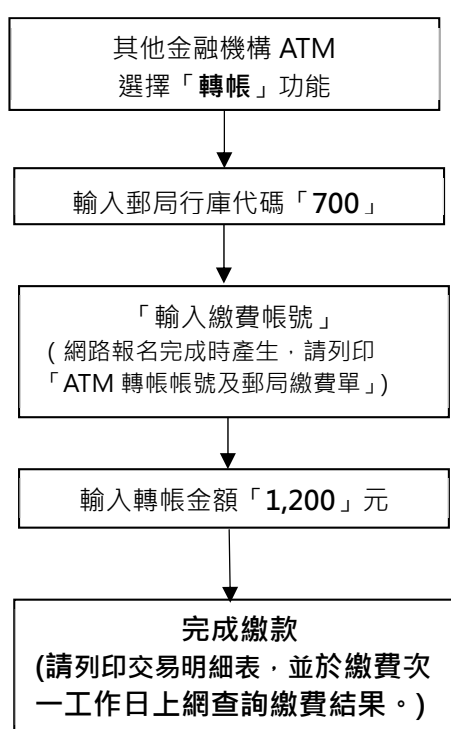 其他金融機構 ATM
選擇「轉帳」功能
輸入郵局行庫代碼「700」
「輸入繳費帳號」
(網路報名完成時產生，請列印
「ATM 轉帳帳號及郵局繳費單」)
輸入轉帳金額「1,200」元
完成繳款
(請列印交易明細表，並於繳費次
一工作日上網查詢繳費結果。)